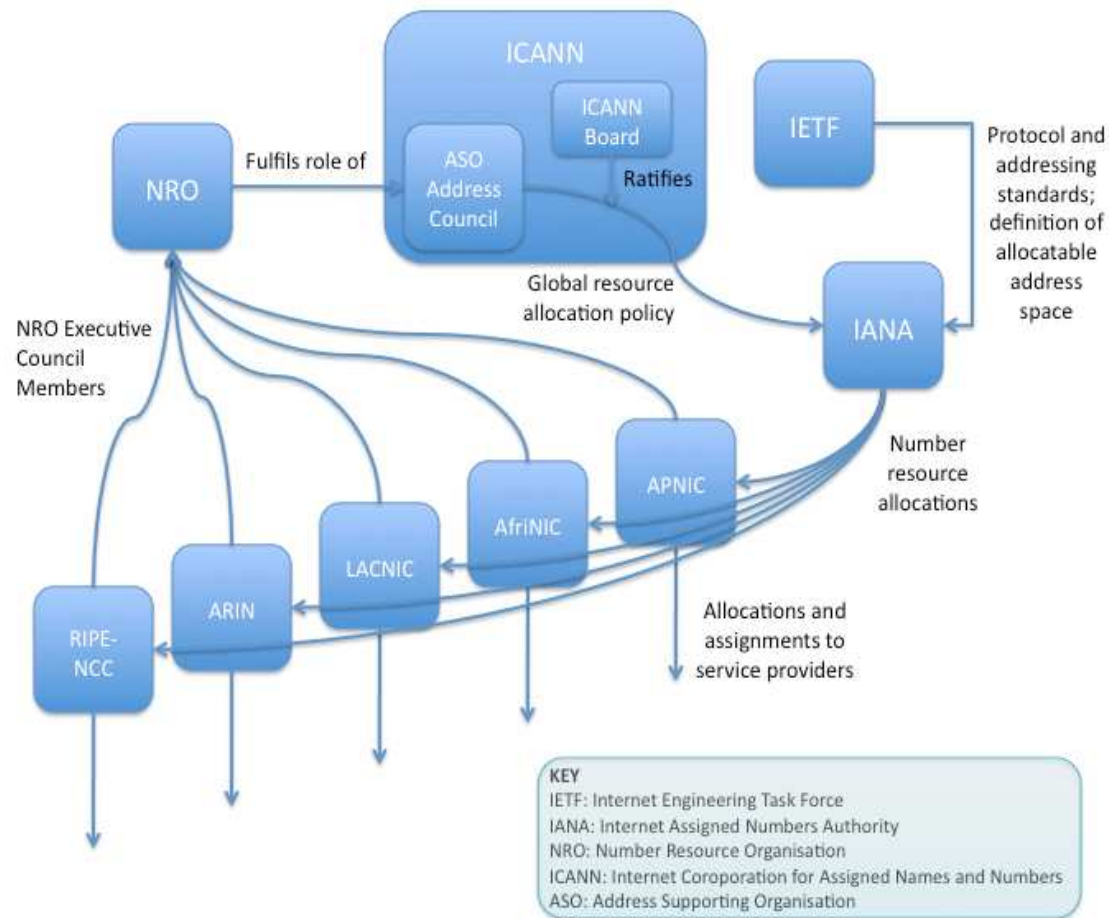 ICANN
ICANN
Board
IETF
Protocol and
addressing
standards;
definition of
allocatable
address
space
NRO
Fulfils role of
ASO
Address
Council
Ratifies
Global resource
allocation policy
IANA
NRO Executive
Council
Members
Number
resource
allocations
APNIC
AfriNIC
LACNIC
ARIN
RIPE-
NCC
Allocations and
assignments to
service providers
KEY
IETF: Internet Engineering Task Force
IANA: Internet Assigned Numbers Authority
NRO: Number Resource Organisation
ICANN: Internet Coroporation for Assigned Names and Numbers
ASO: Address Supporting Organisation